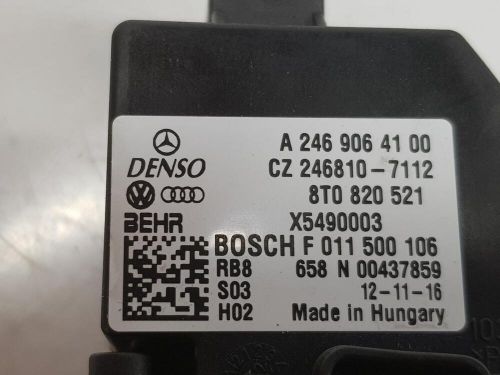 A 246 906 41 00
DENSO CZ 246810-7112
8T0 820 521
BEHR X5490003
BOSCH F 011 500 106
RB8 658 N 00437859
S03 12-11-16
H02 Made in Hungary